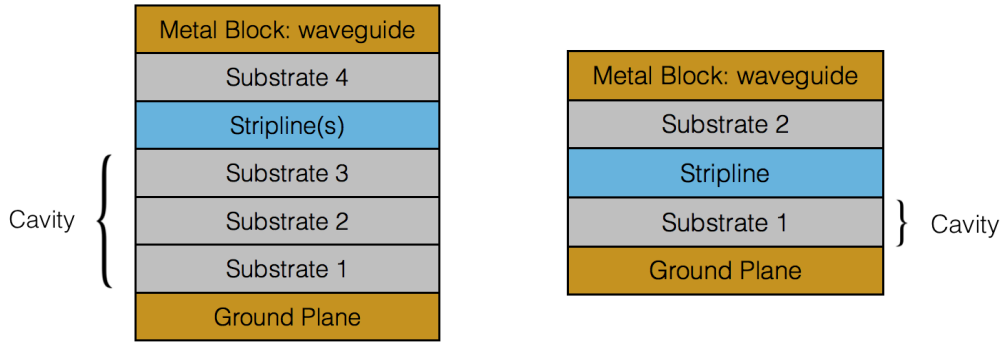 Metal Block: waveguide
Substrate 4
Stripline(s)
Substrate 3
Substrate 2
Substrate 1
Ground Plane
Cavity
Metal Block: waveguide
Substrate 2
Stripline
Substrate 1
Ground Plane
Cavity